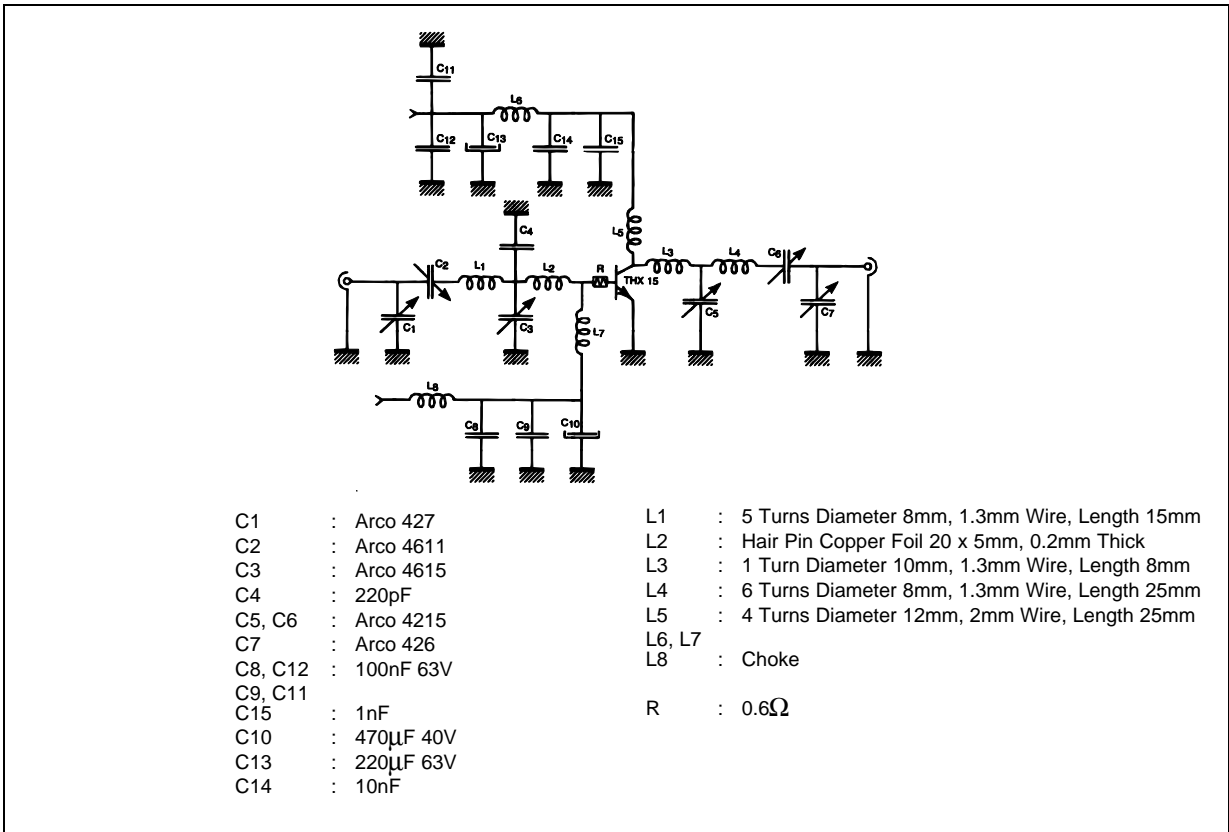 C11
L6
C12
C13
C14
C15
L5
C4
C2
L1
L2
R
THX 15
L3
L4
C6
C1
C3
C5
C7
L7
L8
C8
C9
C10
C1 : Arco 427
C2 : Arco 4611
C3 : Arco 4615
C4 : 220pF
C5, C6 : Arco 4215
C7 : Arco 426
C8, C12 : 100nF 63V
C9, C11
C15 : 1nF
C10 : 470μF 40V
C13 : 220μF 63V
C14 : 10nF
L1 : 5 Turns Diameter 8mm, 1.3mm Wire, Length 15mm
L2 : Hair Pin Copper Foil 20 x 5mm, 0.2mm Thick
L3 : 1 Turn Diameter 10mm, 1.3mm Wire, Length 8mm
L4 : 6 Turns Diameter 8mm, 1.3mm Wire, Length 25mm
L5 : 4 Turns Diameter 12mm, 2mm Wire, Length 25mm
L6, L7
L8 : Choke
R : 0.6Ω